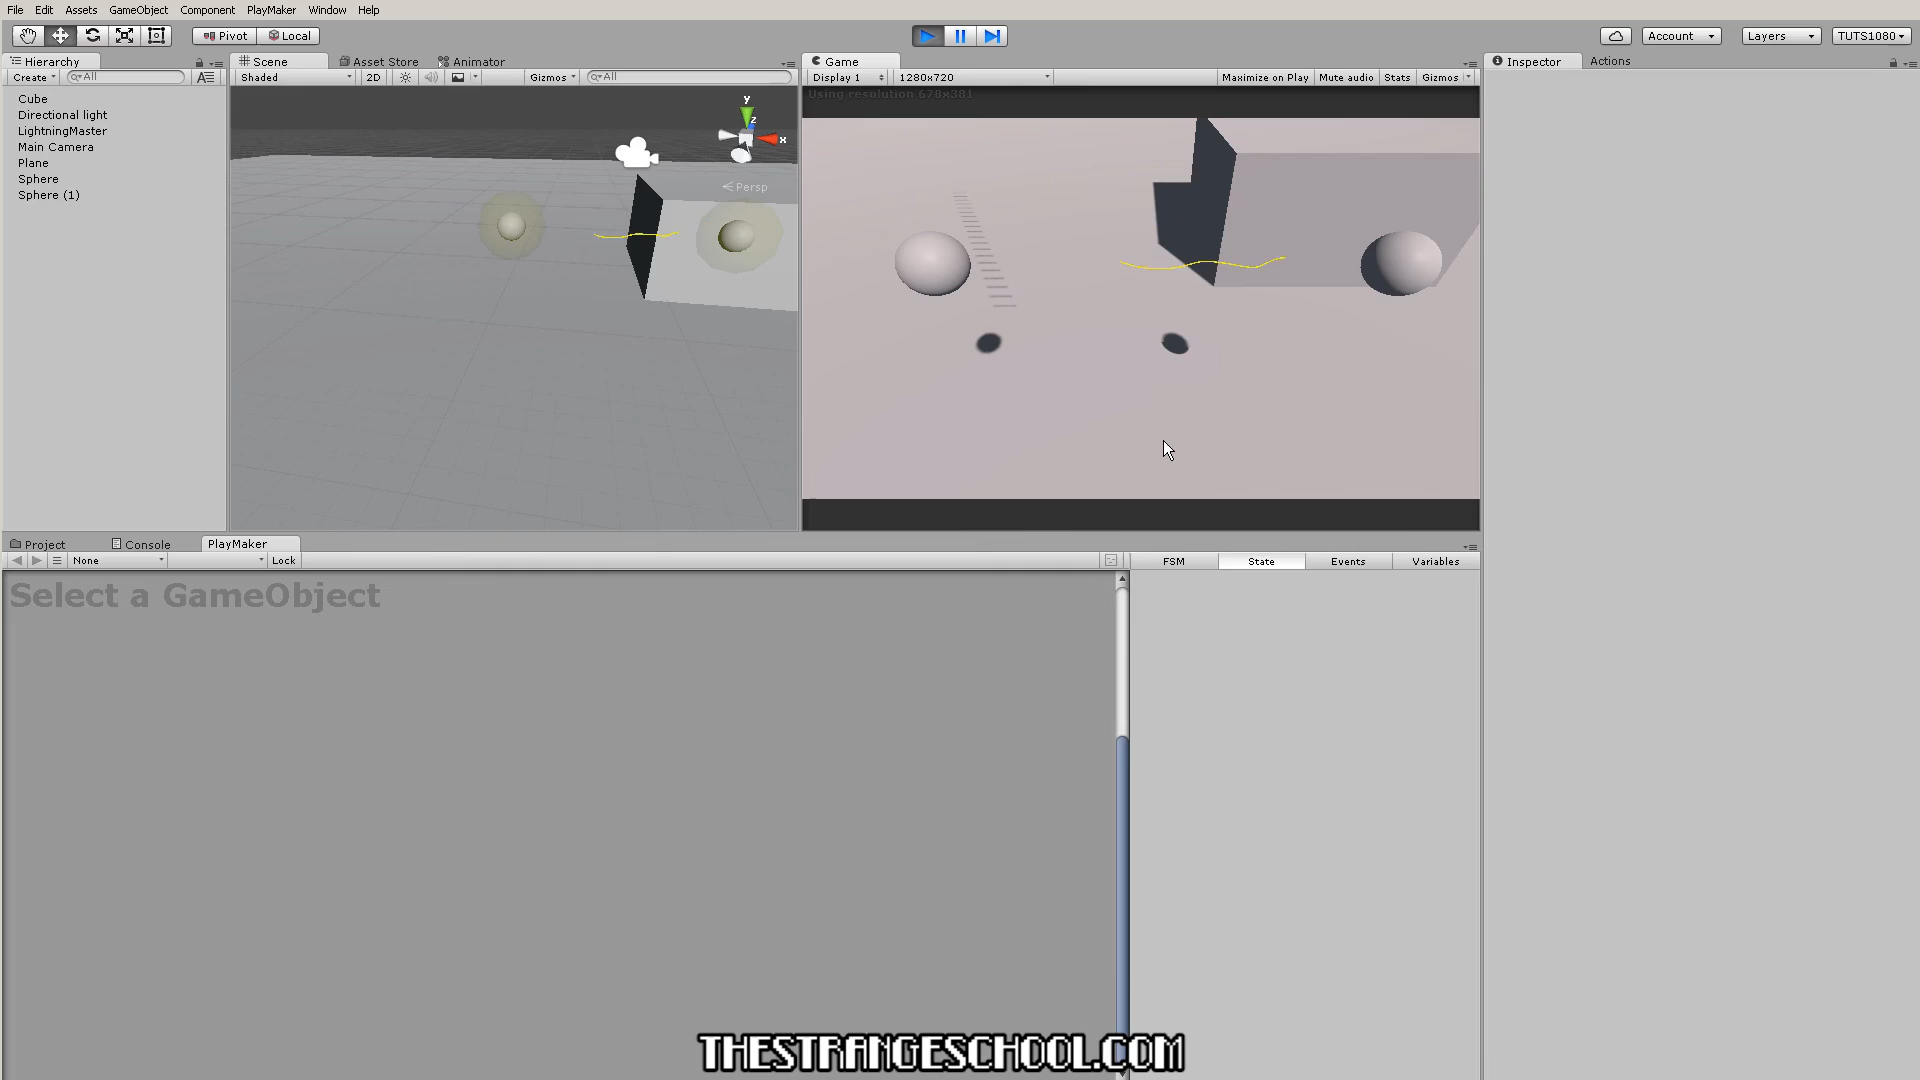 File Edit Assets GameObject Component PlayMaker Window Help
Pivot Local Account Layers TUTS1080
Hierarchy Scene Asset Store Animator Game Inspector Actions
Create All Shaded 2D Gizmos All Display 1 1280x720 Maximize on Play Mute audio Stats Gizmos
Using resolution 678x381
Cube
Directional light
LightningMaster
Main Camera
Plane
Sphere
Sphere (1)
y
z
x
Persp
Project Console PlayMaker
None Lock FSM State Events Variables
Select a GameObject
THESTRANGESCHOOL.COM